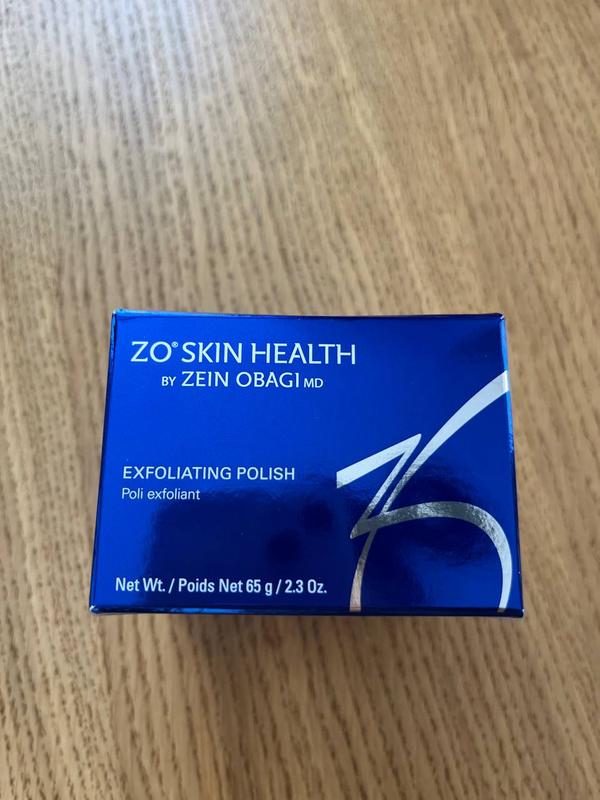 ZO® SKIN HEALTH
BY ZEIN OBAGI MD
EXFOLIATING POLISH
Poli exfoliant
Net Wt. / Poids Net 65 g / 2.3 Oz.